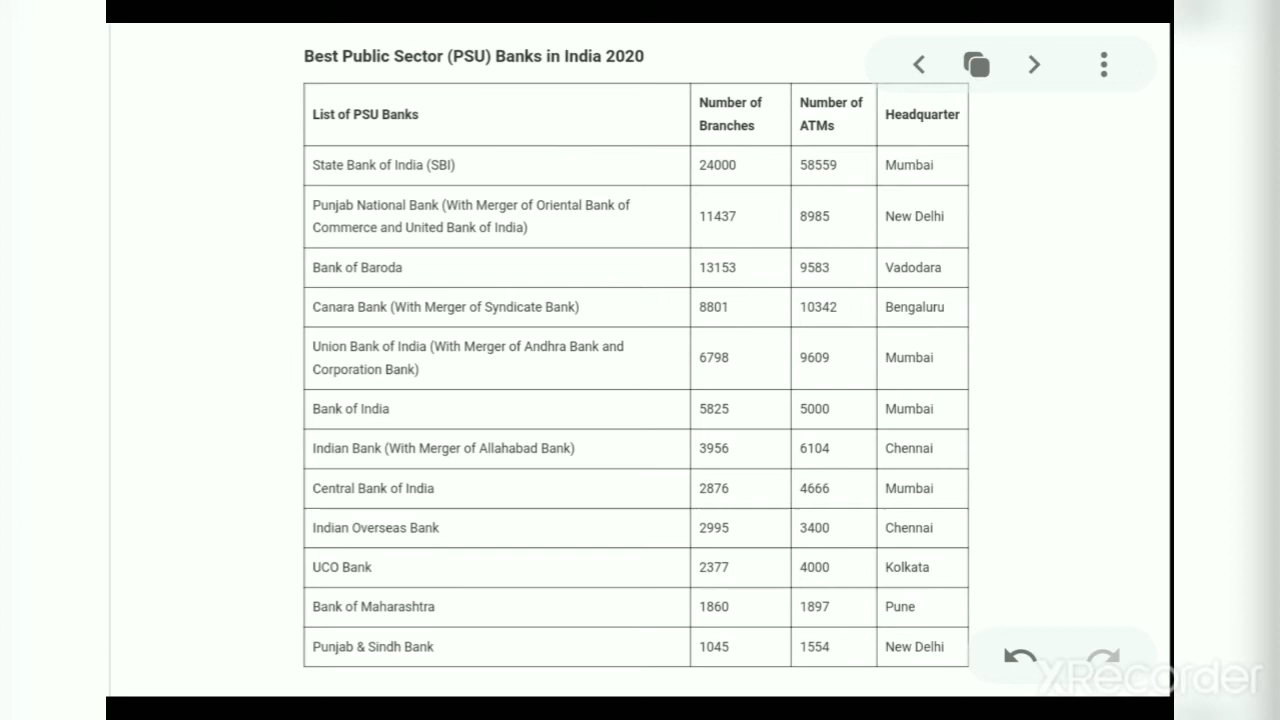 Best Public Sector (PSU) Banks in India 2020
List of PSU Banks Number of Branches Number of ATMs Headquarter
State Bank of India (SBI) 24000 58559 Mumbai
Punjab National Bank (With Merger of Oriental Bank of
Commerce and United Bank of India) 11437 8985 New Delhi
Bank of Baroda 13153 9583 Vadodara
Canara Bank (With Merger of Syndicate Bank) 8801 10342 Bengaluru
Union Bank of India (With Merger of Andhra Bank and
Corporation Bank) 6798 9609 Mumbai
Bank of India 5825 5000 Mumbai
Indian Bank (With Merger of Allahabad Bank) 3956 6104 Chennai
Central Bank of India 2876 4666 Mumbai
Indian Overseas Bank 2995 3400 Chennai
UCO Bank 2377 4000 Kolkata
Bank of Maharashtra 1860 1897 Pune
Punjab & Sindh Bank 1045 1554 New Delhi
XRecorder